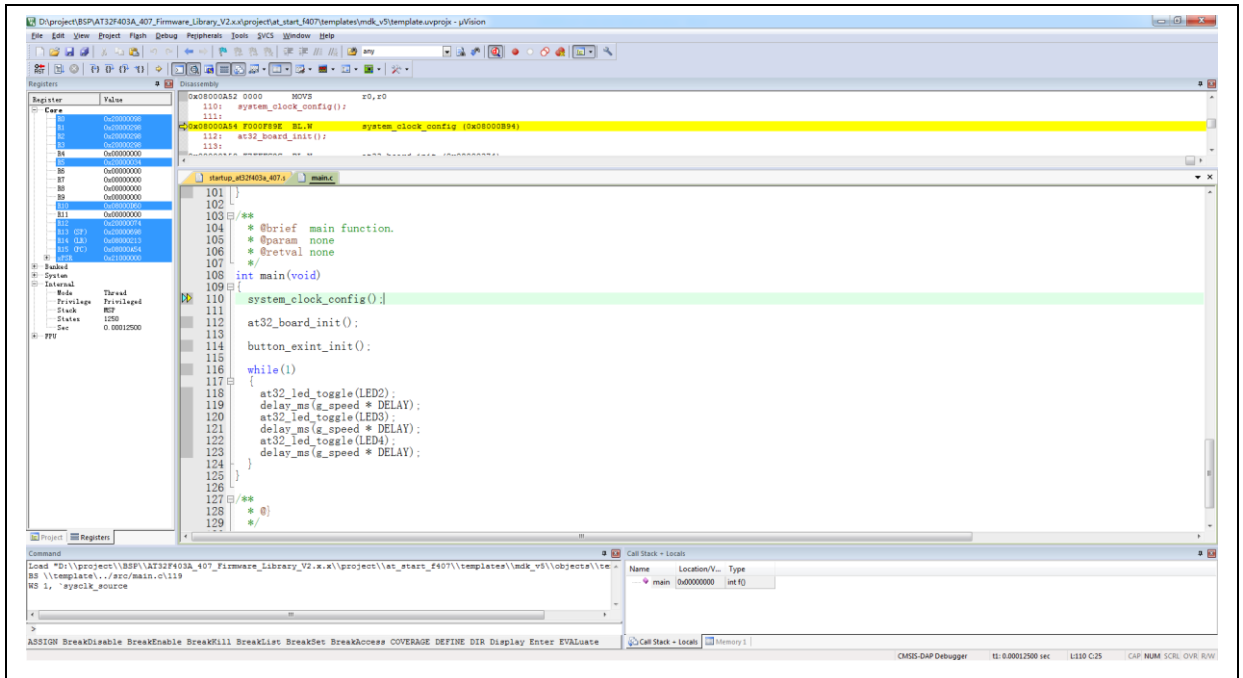 D:\project\BSP\AT32F403A_407_Firmware_Library_V2.x.x\project\at_start_f407\templates\mdk_v5\template.uvprojx - µVision
File Edit View Project Flash Debug Peripherals Tools SVCS Window Help
any
Registers
Register Value
Core
R0 0x20000098
R1 0x20000298
R2 0x20000298
R3 0x20000298
R4 0x00000000
R5 0x20000034
R6 0x00000000
R7 0x00000000
R8 0x00000000
R9 0x00000000
R10 0x08000D60
R11 0x00000000
R12 0x20000074
R13 (SP) 0x20000698
R14 (LR) 0x08000213
R15 (PC) 0x08000A54
xPSR 0x21000000
Banked
System
Internal
Mode Thread
Privilege Privileged
Stack MSP
States 1250
Sec 0.00012500
FPU
Project Registers
Disassembly
0x08000A52 0000 MOVS r0,r0
110: system_clock_config();
111:
0x08000A54 F000F89E BL.W system_clock_config (0x08000B94)
112: at32_board_init();
113:
startup_at32f403a_407.s main.c
101 }
102
103 /**
104 * @brief main function.
105 * @param none
106 * @retval none
107 */
108 int main(void)
109 {
110 system_clock_config();
111
112 at32_board_init();
113
114 button_exint_init();
115
116 while(1)
117 {
118 at32_led_toggle(LED2);
119 delay_ms(g_speed * DELAY);
120 at32_led_toggle(LED3);
121 delay_ms(g_speed * DELAY);
122 at32_led_toggle(LED4);
123 delay_ms(g_speed * DELAY);
124 }
125 }
126
127 /**
128 * @}
129 */
Command
Load "D:\\project\\BSP\\AT32F403A_407_Firmware_Library_V2.x.x\\project\\at_start_f407\\templates\\mdk_v5\\objects\\te
BS \\template\../src/main.c\119
WS 1, `sysclk_source
>
ASSIGN BreakDisable BreakEnable BreakKill BreakList BreakSet BreakAccess COVERAGE DEFINE DIR Display Enter EVALuate
Call Stack + Locals
Name Location/V... Type
main 0x00000000 int f()
Call Stack + Locals Memory 1
CMSIS-DAP Debugger t1: 0.00012500 sec L:110 C:25 CAP NUM SCRL OVR R/W